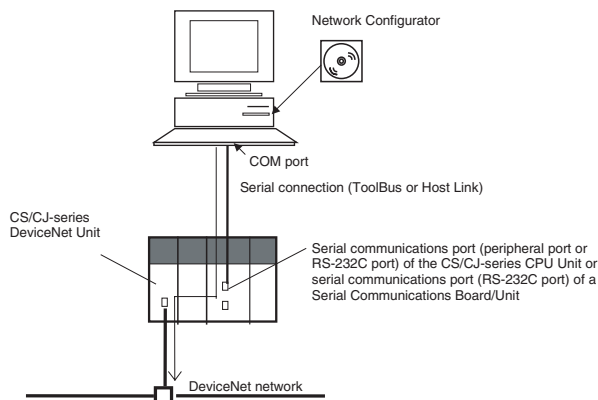 Network Configurator
COM port
Serial connection (ToolBus or Host Link)
CS/CJ-series
DeviceNet Unit
Serial communications port (peripheral port or
RS-232C port) of the CS/CJ-series CPU Unit or
serial communications port (RS-232C port) of a
Serial Communications Board/Unit
DeviceNet network